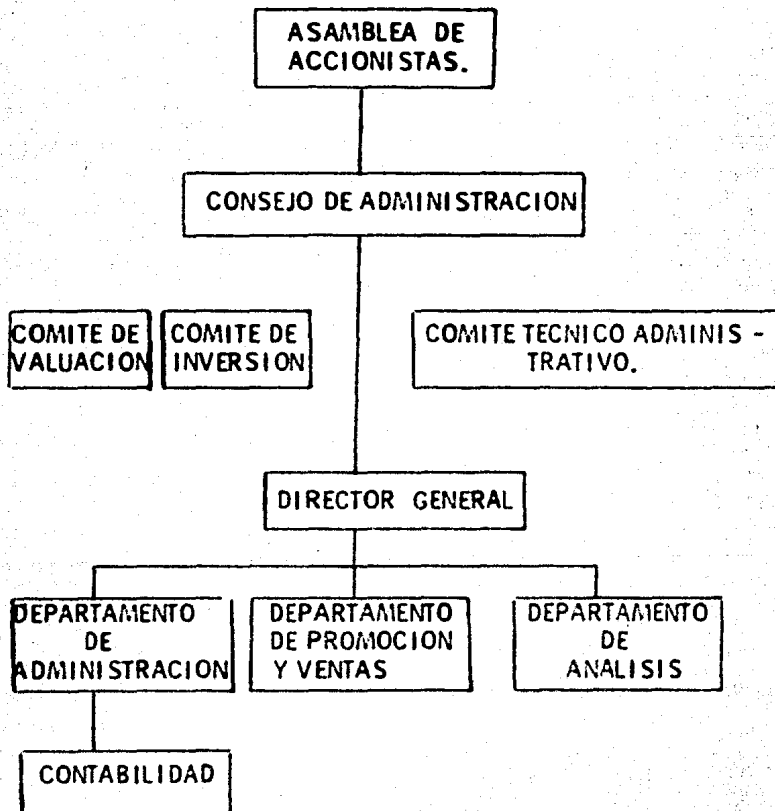 ASAMBLEA DE
ACCIONISTAS.
CONSEJO DE ADMINISTRACION
COMITE DE
VALUACION
COMITE DE
INVERSION
COMITE TECNICO ADMINIS -
TRATIVO.
DIRECTOR GENERAL
DEPARTAMENTO
DE
ADMINISTRACION
DEPARTAMENTO
DE PROMOCION
Y VENTAS
DEPARTAMENTO
DE
ANALISIS
CONTABILIDAD